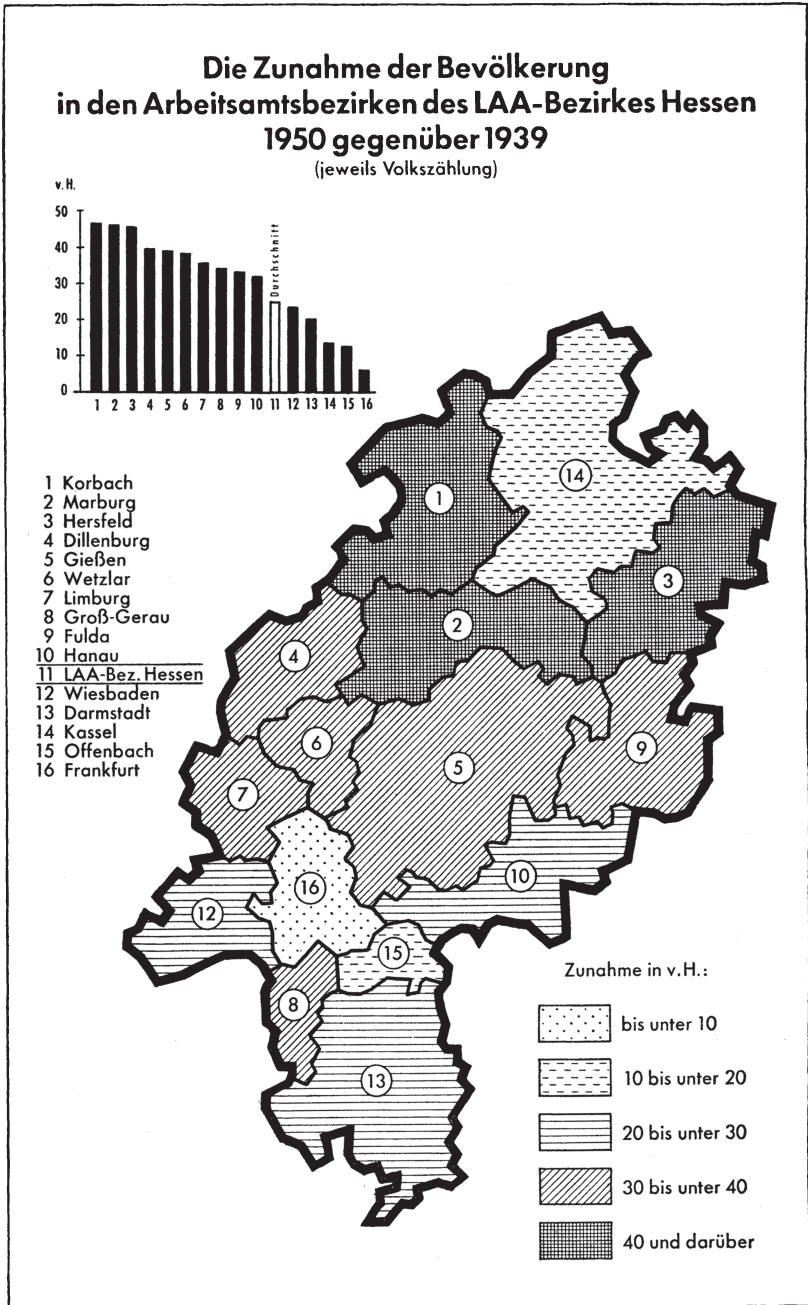 Die Zunahme der Bevölkerung
in den Arbeitsamtsbezirken des LAA-Bezirkes Hessen
1950 gegenüber 1939
(jeweils Volkszählung)
v.H.
50
40
30
20
10
0
Durchschnitt
1 2 3 4 5 6 7 8 9 10 11 12 13 14 15 16
1 Korbach
2 Marburg
3 Hersfeld
4 Dillenburg
5 Gießen
6 Wetzlar
7 Limburg
8 Groß-Gerau
9 Fulda
10 Hanau
11 LAA-Bez. Hessen
12 Wiesbaden
13 Darmstadt
14 Kassel
15 Offenbach
16 Frankfurt
14
1
3
2
4
6
9
5
7
10
16
12
15
8
13
Zunahme in v.H.:
bis unter 10
10 bis unter 20
20 bis unter 30
30 bis unter 40
40 und darüber